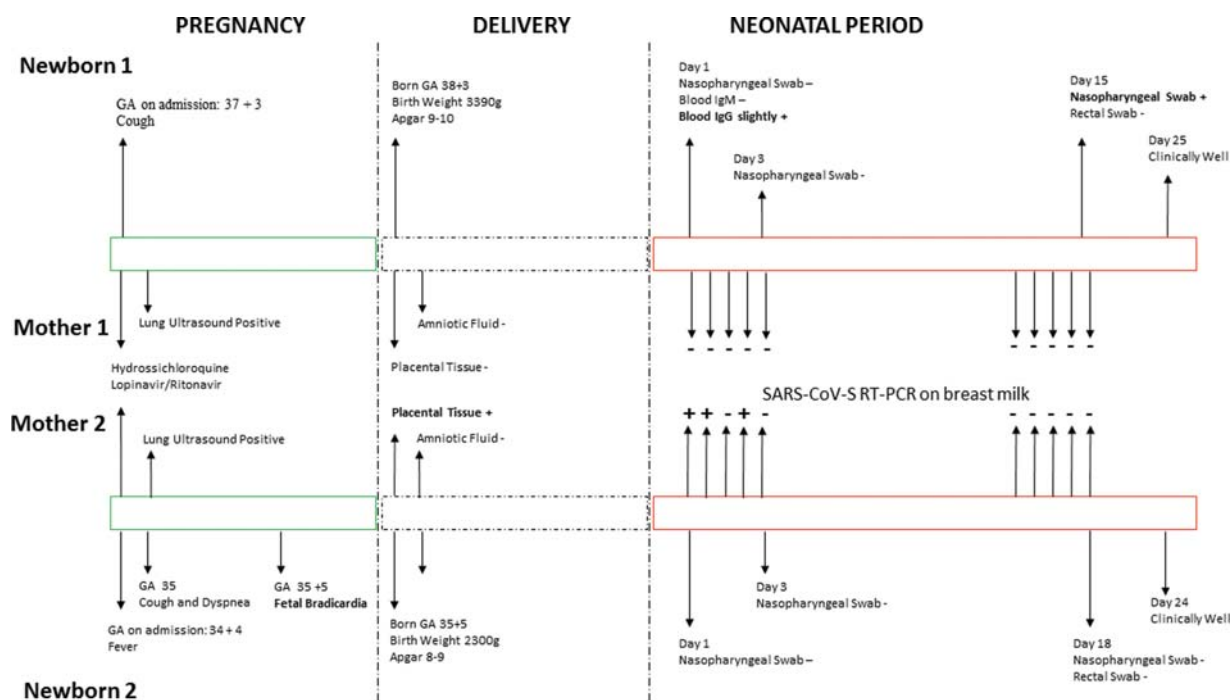 PREGNANCY
DELIVERY
NEONATAL PERIOD
Newborn 1
GA on admission: 37 + 3
Cough
Born GA 38+3
Birth Weight 3390g
Apgar 9-10
Day 1
Nasopharyngeal Swab –
Blood IgM –
Blood IgG slightly +
Day 3
Nasopharyngeal Swab -
Day 15
Nasopharyngeal Swab +
Rectal Swab -
Day 25
Clinically Well
Mother 1
Lung Ultrasound Positive
Hydrossichloroquine
Lopinavir/Ritonavir
Amniotic Fluid -
Placental Tissue -
- - - - -
- - - - -
SARS-CoV-S RT-PCR on breast milk
Mother 2
Lung Ultrasound Positive
Placental Tissue +
Amniotic Fluid -
+ + - + -
- - - - -
GA 35
Cough and Dyspnea
GA 35 +5
Fetal Bradicardia
GA on admission: 34 + 4
Fever
Born GA 35+5
Birth Weight 2300g
Apgar 8-9
Day 3
Nasopharyngeal Swab -
Day 1
Nasopharyngeal Swab –
Day 24
Clinically Well
Day 18
Nasopharyngeal Swab -
Rectal Swab -
Newborn 2